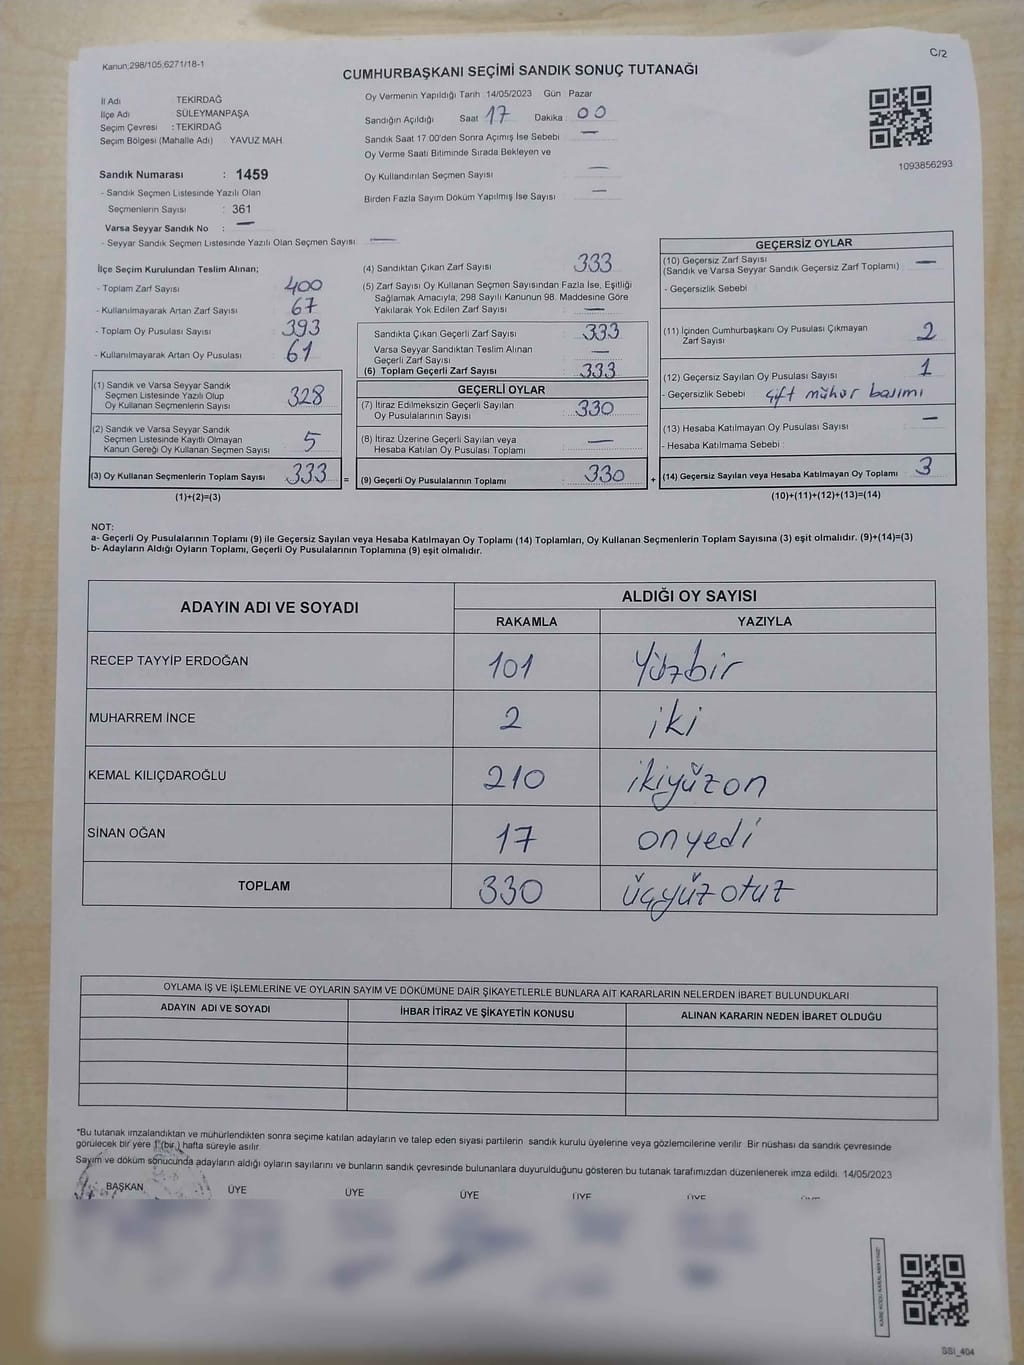 Kanun;298/105,6271/18-1
C/2
CUMHURBAŞKANI SEÇİMİ SANDIK SONUÇ TUTANAĞI
İl Adı TEKİRDAĞ
İlçe Adı SÜLEYMANPAŞA
Seçim Çevresi : TEKİRDAĞ
Seçim Bölgesi (Mahalle Adı) YAVUZ MAH.
Oy Vermenin Yapıldığı Tarih : 14/05/2023 Gün Pazar
Sandığın Açıldığı Saat 17 Dakika 00
Sandık Saat 17.00'den Sonra Açımış İse Sebebi : —
Oy Verme Saati Bitiminde Sırada Bekleyen ve
Oy Kullandırılan Seçmen Sayısı : —
Birden Fazla Sayım Döküm Yapılmış İse Sayısı : —
1093856293
Sandık Numarası : 1459
- Sandık Seçmen Listesinde Yazılı Olan
Seçmenlerin Sayısı : 361
Varsa Seyyar Sandık No : —
- Seyyar Sandık Seçmen Listesinde Yazılı Olan Seçmen Sayısı : —
İlçe Seçim Kurulundan Teslim Alınan;
- Toplam Zarf Sayısı : 400
- Kullanılmayarak Artan Zarf Sayısı : 67
- Toplam Oy Pusulası Sayısı : 393
- Kullanılmayarak Artan Oy Pusulası : 61
(1) Sandık ve Varsa Seyyar Sandık
Seçmen Listesinde Yazılı Olup
Oy Kullanan Seçmenlerin Sayısı : 328
(2) Sandık ve Varsa Seyyar Sandık
Seçmen Listesinde Kayıtlı Olmayan
Kanun Gereği Oy Kullanan Seçmen Sayısı : 5
(3) Oy Kullanan Seçmenlerin Toplam Sayısı : 333 =
(1)+(2)=(3)
(4) Sandıktan Çıkan Zarf Sayısı : 333
(5) Zarf Sayısı Oy Kullanan Seçmen Sayısından Fazla İse, Eşitliği
Sağlamak Amacıyla; 298 Sayılı Kanunun 98. Maddesine Göre
Yakılarak Yok Edilen Zarf Sayısı : —
Sandıkta Çıkan Geçerli Zarf Sayısı : 333
Varsa Seyyar Sandıktan Teslim Alınan
Geçerli Zarf Sayısı : —
(6) Toplam Geçerli Zarf Sayısı : 333
GEÇERLİ OYLAR
(7) İtiraz Edilmeksizin Geçerli Sayılan
Oy Pusulalarının Sayısı : 330
(8) İtiraz Üzerine Geçerli Sayılan veya
Hesaba Katılan Oy Pusulası Toplamı : —
(9) Geçerli Oy Pusulalarının Toplamı : 330 +
GEÇERSİZ OYLAR
(10) Geçersiz Zarf Sayısı
(Sandık ve Varsa Seyyar Sandık Geçersiz Zarf Toplamı) : —
- Geçersizlik Sebebi :
(11) İçinden Cumhurbaşkanı Oy Pusulası Çıkmayan
Zarf Sayısı : 2
(12) Geçersiz Sayılan Oy Pusulası Sayısı : 1
- Geçersizlik Sebebi : çift mühür basımı
(13) Hesaba Katılmayan Oy Pusulası Sayısı : —
- Hesaba Katılmama Sebebi :
(14) Geçersiz Sayılan veya Hesaba Katılmayan Oy Toplamı : 3
(10)+(11)+(12)+(13)=(14)
NOT:
a- Geçerli Oy Pusulalarının Toplamı (9) ile Geçersiz Sayılan veya Hesaba Katılmayan Oy Toplamı (14) Toplamları, Oy Kullanan Seçmenlerin Toplam Sayısına (3) eşit olmalıdır. (9)+(14)=(3)
b- Adayların Aldığı Oyların Toplamı, Geçerli Oy Pusulalarının Toplamına (9) eşit olmalıdır.
ADAYIN ADI VE SOYADI ALDIĞI OY SAYISI
RAKAMLA YAZIYLA
RECEP TAYYİP ERDOĞAN 101 Yüzbir
MUHARREM İNCE 2 iki
KEMAL KILIÇDAROĞLU 210 ikiyüzon
SİNAN OĞAN 17 onyedi
TOPLAM 330 üçyüzotuz
OYLAMA İŞ VE İŞLEMLERİNE VE OYLARIN SAYIM VE DÖKÜMÜNE DAİR ŞİKAYETLERLE BUNLARA AİT KARARLARIN NELERDEN İBARET BULUNDUKLARI
ADAYIN ADI VE SOYADI İHBAR İTİRAZ VE ŞİKAYETİN KONUSU ALINAN KARARIN NEDEN İBARET OLDUĞU
*Bu tutanak imzalandıktan ve mühürlendikten sonra seçime katılan adayların ve talep eden siyasi partilerin sandık kurulu üyelerine veya gözlemcilerine verilir. Bir nüshası da sandık çevresinde
görülecek bir yere 1 (bir) hafta süreyle asılır.
Sayım ve döküm sonucunda adayların aldığı oyların sayılarını ve bunların sandık çevresinde bulunanlara duyurulduğunu gösteren bu tutanak tarafımızdan düzenlenerek imza edildi. 14/05/2023
BAŞKAN ÜYE ÜYE ÜYE ÜYE ÜYE
SSI_404